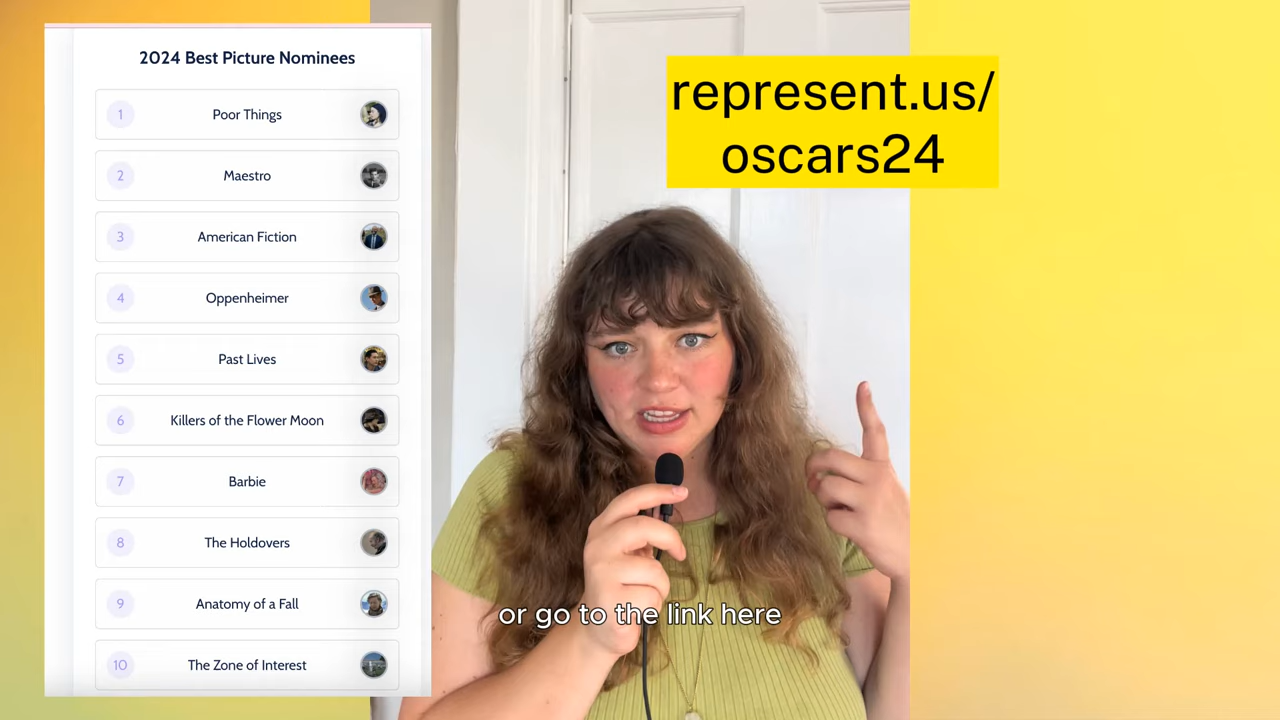 2024 Best Picture Nominees
1 Poor Things
2 Maestro
3 American Fiction
4 Oppenheimer
5 Past Lives
6 Killers of the Flower Moon
7 Barbie
8 The Holdovers
9 Anatomy of a Fall
10 The Zone of Interest
represent.us/
oscars24
or go to the link here